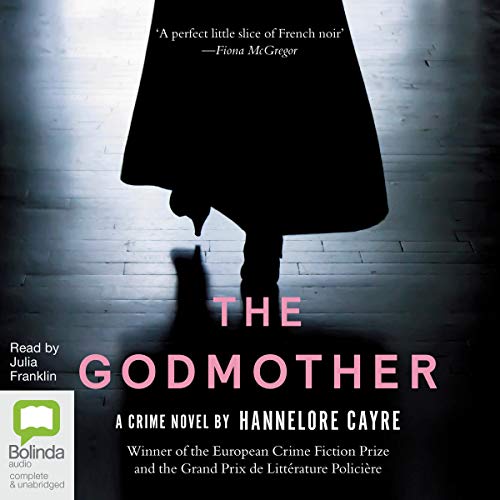 ‘A perfect little slice of French noir’
—Fiona McGregor
THE
Read by
Julia
Franklin
GODMOTHER
A CRIME NOVEL BY HANNELORE CAYRE
Winner of the European Crime Fiction Prize
and the Grand Prix de Littérature Policière
Bolinda
audio
complete
& unabridged